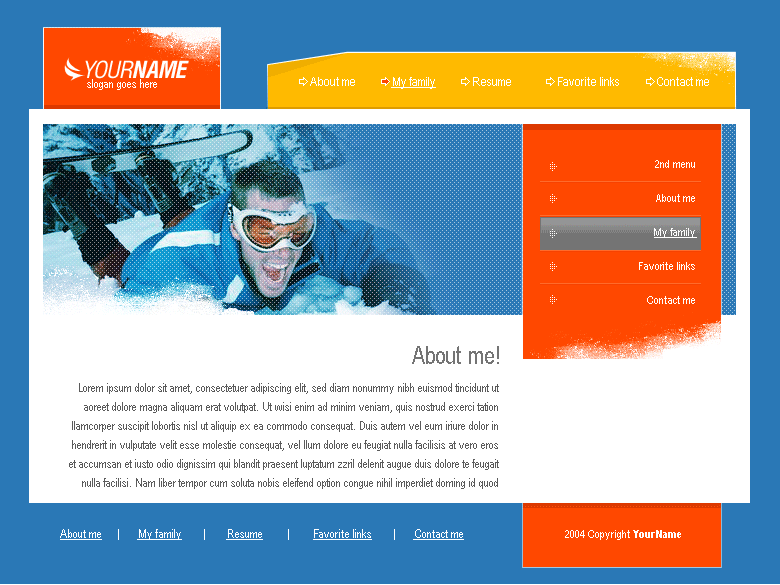 YOURNAME
slogan goes here
About me My family Resume Favorite links Contact me
2nd menu
About me
My family
Favorite links
Contact me
About me!
Lorem ipsum dolor sit amet, consectetuer adipiscing elit, sed diam nonummy nibh euismod tincidunt ut
aoreet dolore magna aliquam erat volutpat. Ut wisi enim ad minim veniam, quis nostrud exerci tation
llamcorper suscipit lobortis nisl ut aliquip ex ea commodo consequat. Duis autem vel eum iriure dolor in
hendrerit in vulputate velit esse molestie consequat, vel llum dolore eu feugiat nulla facilisis at vero eros
et accumsan et iusto odio dignissim qui blandit praesent luptatum zzril delenit augue duis dolore te feugait
nulla facilisi. Nam liber tempor cum soluta nobis eleifend option congue nihil imperdiet doming id quod
About me | My family | Resume | Favorite links | Contact me
2004 Copyright YourName